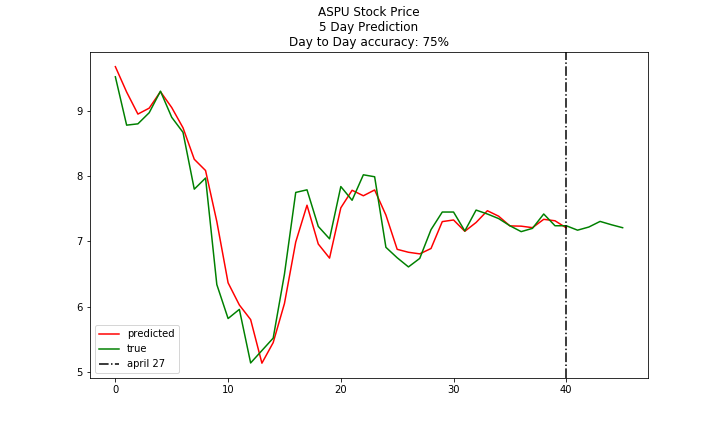 ASPU Stock Price
5 Day Prediction
Day to Day accuracy: 75%
9
8
7
6
5
predicted
true
april 27
0 10 20 30 40